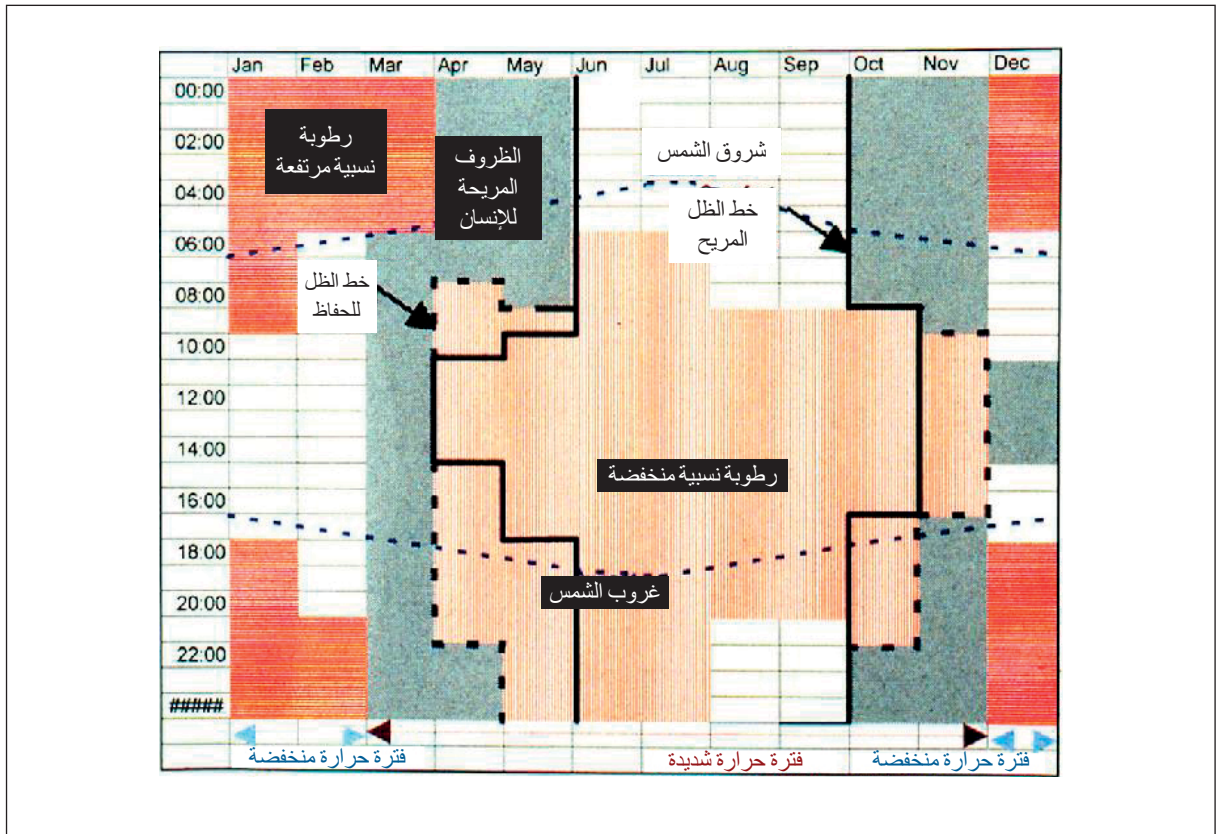 Jan Feb Mar Apr May Jun Jul Aug Sep Oct Nov Dec
00:00
02:00
04:00
06:00
08:00
10:00
12:00
14:00
16:00
18:00
20:00
22:00
#####
رطوبة
نسبية مرتفعة
الظروف
المريحة
للإنسان
شروق الشمس
خط الظل
المريح
خط الظل
للحفاظ
رطوبة نسبية منخفضة
غروب الشمس
فترة حرارة منخفضة
فترة حرارة شديدة
فترة حرارة منخفضة